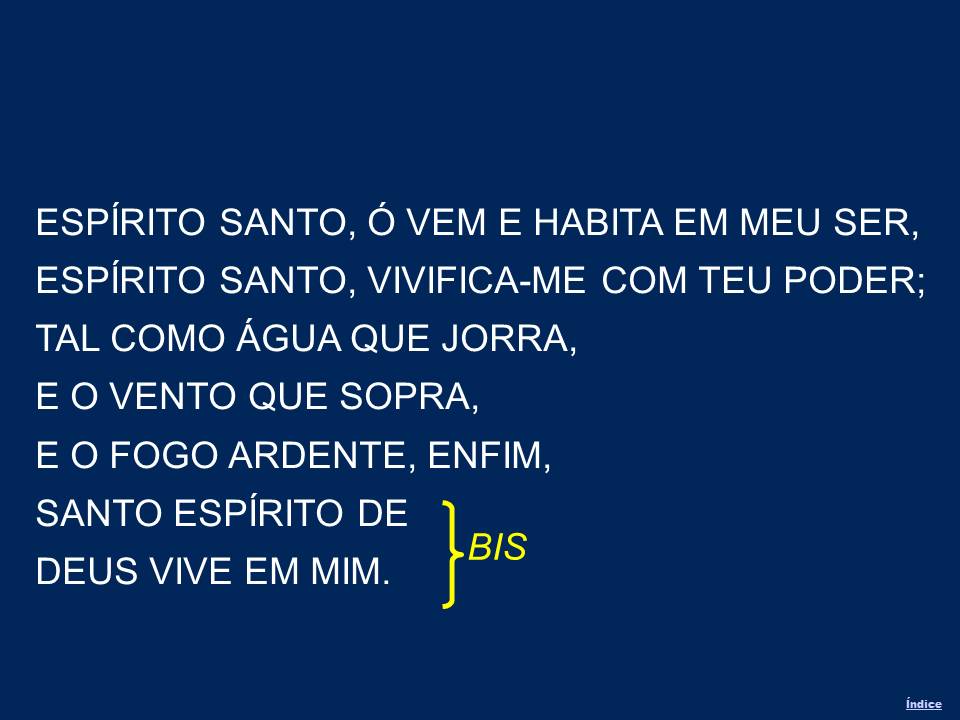 ESPÍRITO SANTO, Ó VEM E HABITA EM MEU SER,
ESPÍRITO SANTO, VIVIFICA-ME COM TEU PODER;
TAL COMO ÁGUA QUE JORRA,
E O VENTO QUE SOPRA,
E O FOGO ARDENTE, ENFIM,
SANTO ESPÍRITO DE
BIS
DEUS VIVE EM MIM.
Índice